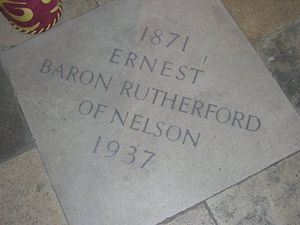 1871
ERNEST
BARON RUTHERFORD
OF NELSON
1937